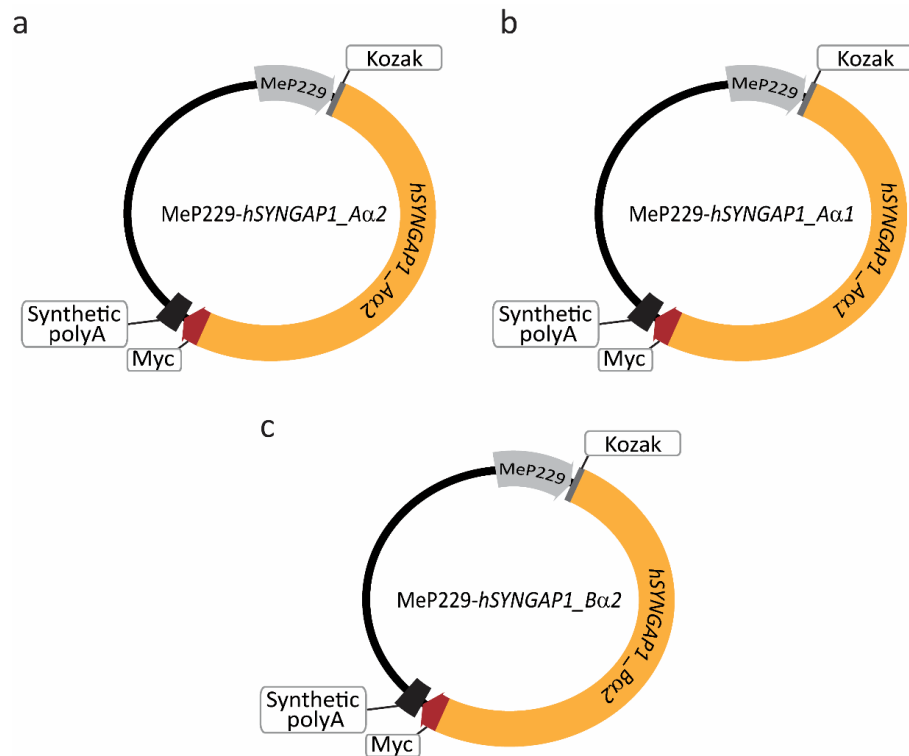 a
Kozak
MeP229
MeP229-hSYNGAP1_Aα2
hSYNGAP1_Aα2
Synthetic
polyA
Myc
b
Kozak
MeP229
MeP229-hSYNGAP1_Aα1
hSYNGAP1_Aα1
Synthetic
polyA
Myc
c
Kozak
MeP229
MeP229-hSYNGAP1_Bα2
hSYNGAP1_Bα2
Synthetic
polyA
Myc